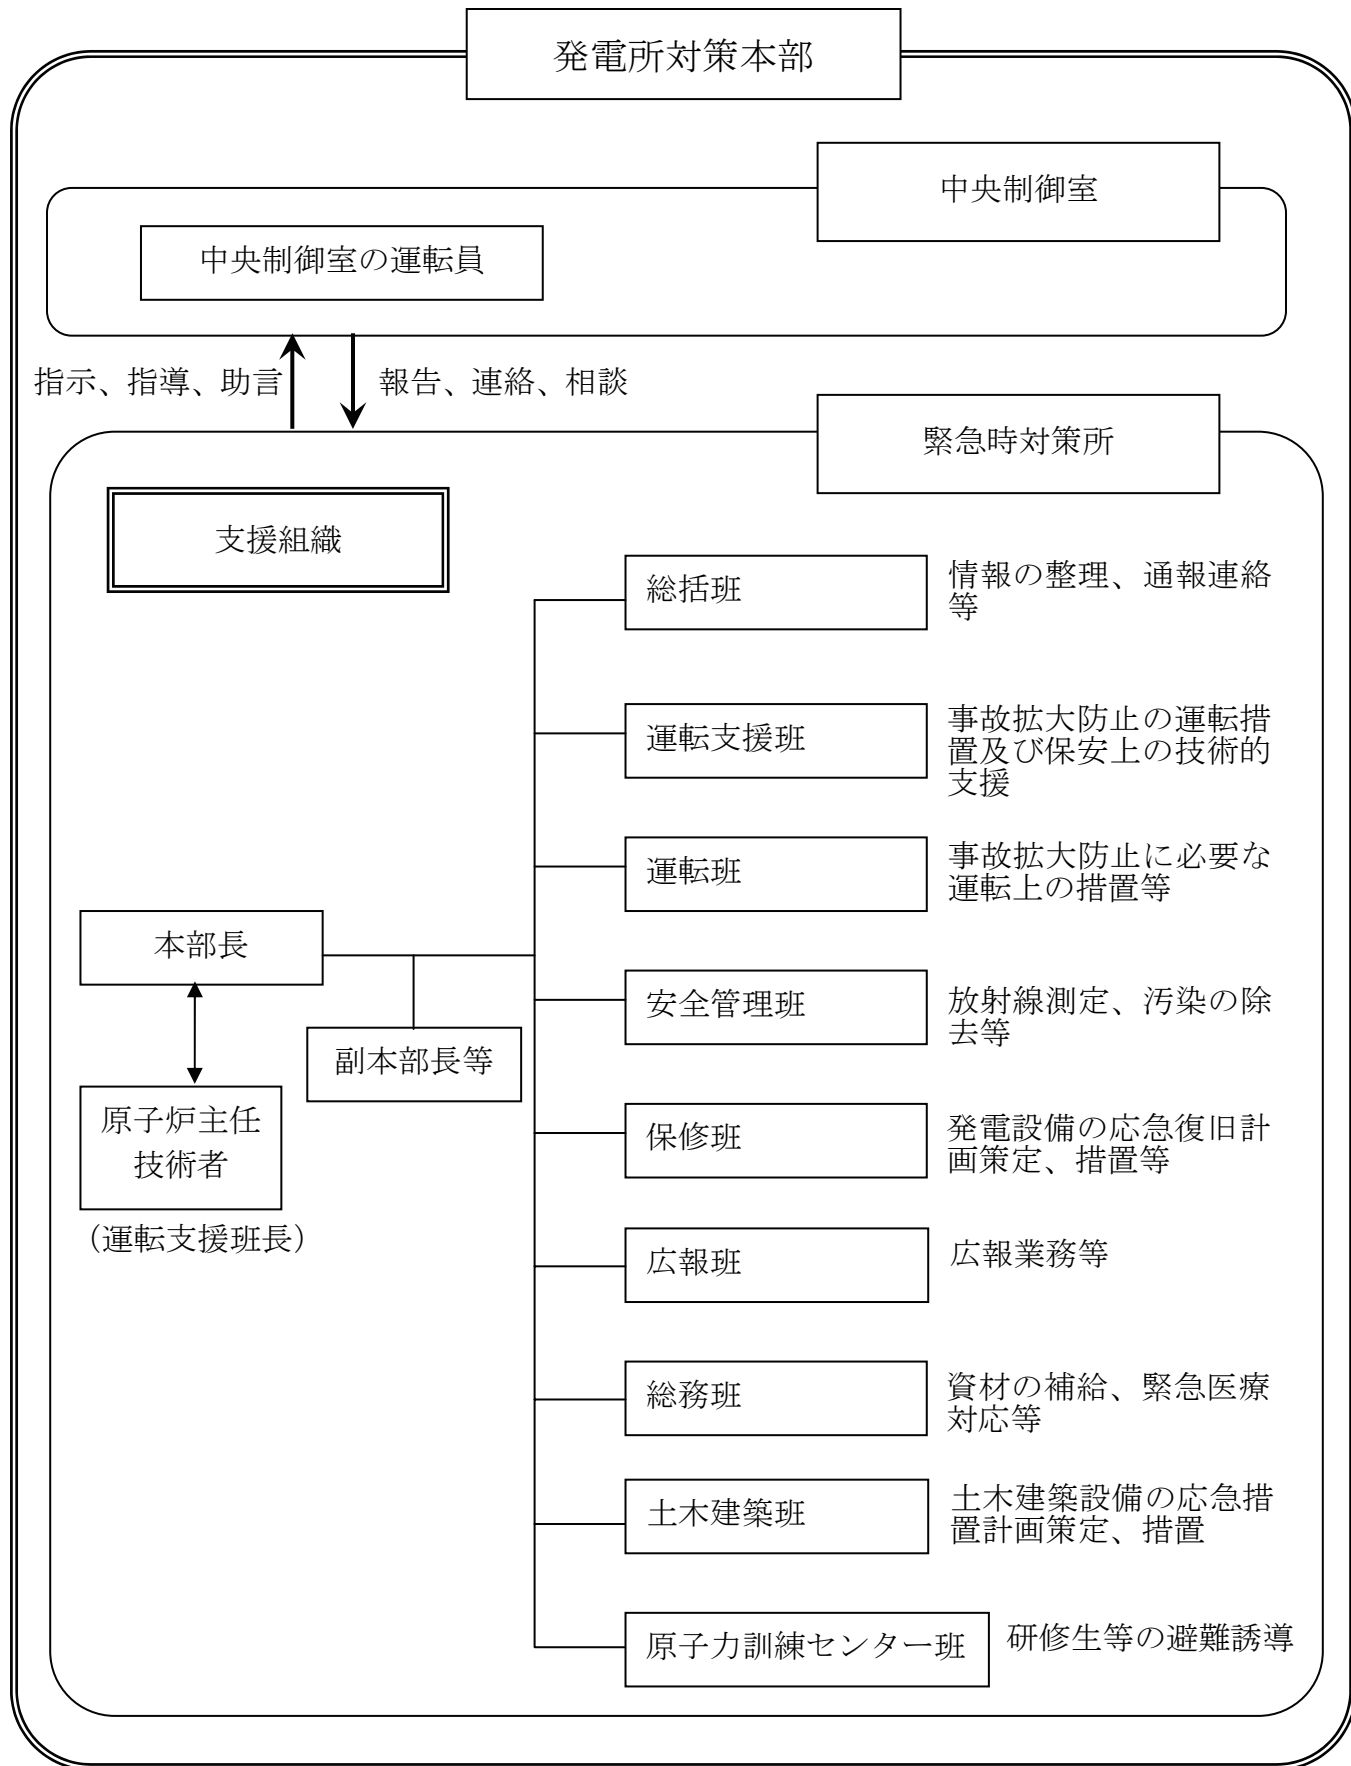 発電所対策本部
中央制御室
中央制御室の運転員
指示、指導、助言
報告、連絡、相談
緊急時対策所
支援組織
総括班
情報の整理、通報連絡
等
運転支援班
事故拡大防止の運転措
置及び保安上の技術的
支援
運転班
事故拡大防止に必要な
運転上の措置等
本部長
安全管理班
放射線測定、汚染の除
去等
副本部長等
原子炉主任
技術者
(運転支援班長)
保修班
発電設備の応急復旧計
画策定、措置等
広報班
広報業務等
総務班
資材の補給、緊急医療
対応等
土木建築班
土木建築設備の応急措
置計画策定、措置
原子力訓練センター班
研修生等の避難誘導